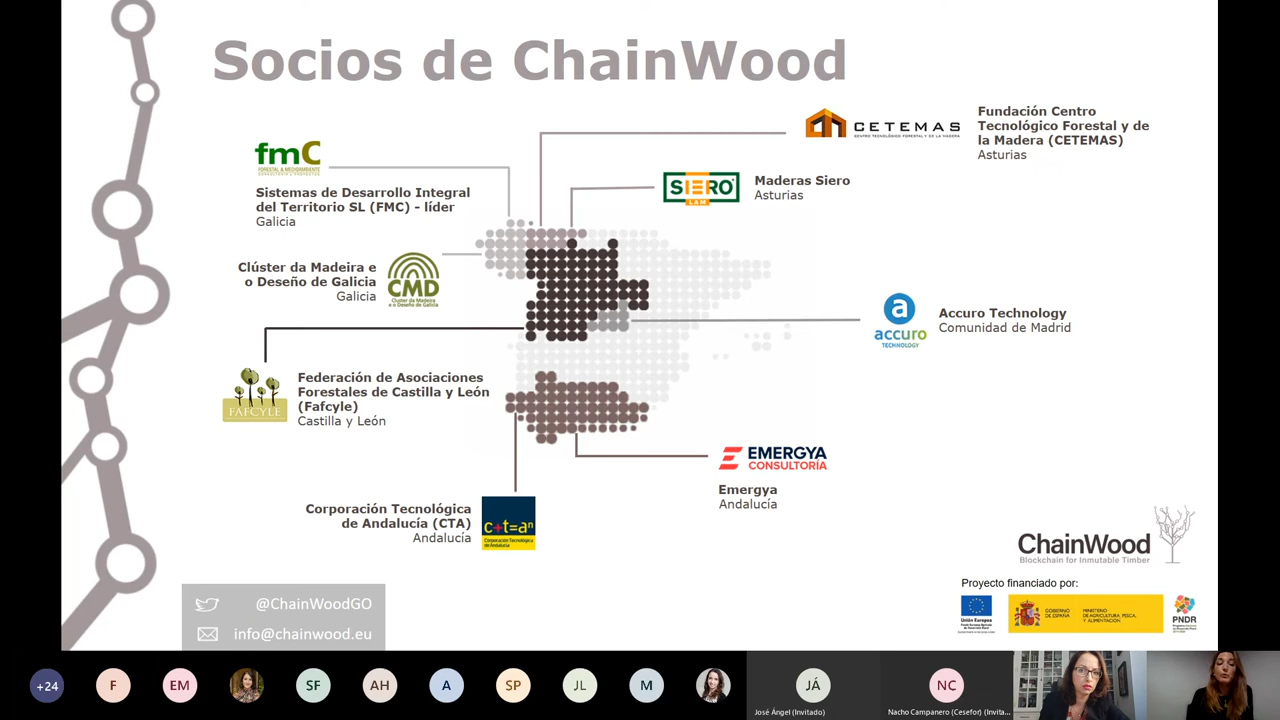 Socios de ChainWood
CETEMAS
CENTRO TECNOLÓGICO FORESTAL Y DE LA MADERA
Fundación Centro
Tecnológico Forestal y de
la Madera (CETEMAS)
Asturias
fmc
FORESTAL & MEDIOAMBIENTE
CONSULTORÍA & PROYECTOS
Sistemas de Desarrollo Integral
del Territorio SL (FMC) - líder
Galicia
SIERO
LAM
Maderas Siero
Asturias
Clúster da Madeira e
o Deseño de Galicia
Galicia
CMD
Clúster da Madeira
e o Deseño de Galicia
a
accuro
TECHNOLOGY
Accuro Technology
Comunidad de Madrid
FAFCYLE
Federación de Asociaciones
Forestales de Castilla y León
(Fafcyle)
Castilla y León
EMERGYA
CONSULTORÍA
Emergya
Andalucía
Corporación Tecnológica
de Andalucía (CTA)
Andalucía
c+t=aⁿ
Corporación Tecnológica
de Andalucía
ChainWood
Blockchain for Inmutable Timber
Proyecto financiado por:
Unión Europea
GOBIERNO
DE ESPAÑA
MINISTERIO
DE AGRICULTURA, PESCA,
Y ALIMENTACIÓN
PNDR
@ChainWoodGO
info@chainwood.eu
+24
F
EM
SF
AH
A
SP
JL
M
JÁ
José Ángel (Invitado)
NC
Nacho Campanero (Cesefor) (Invita...